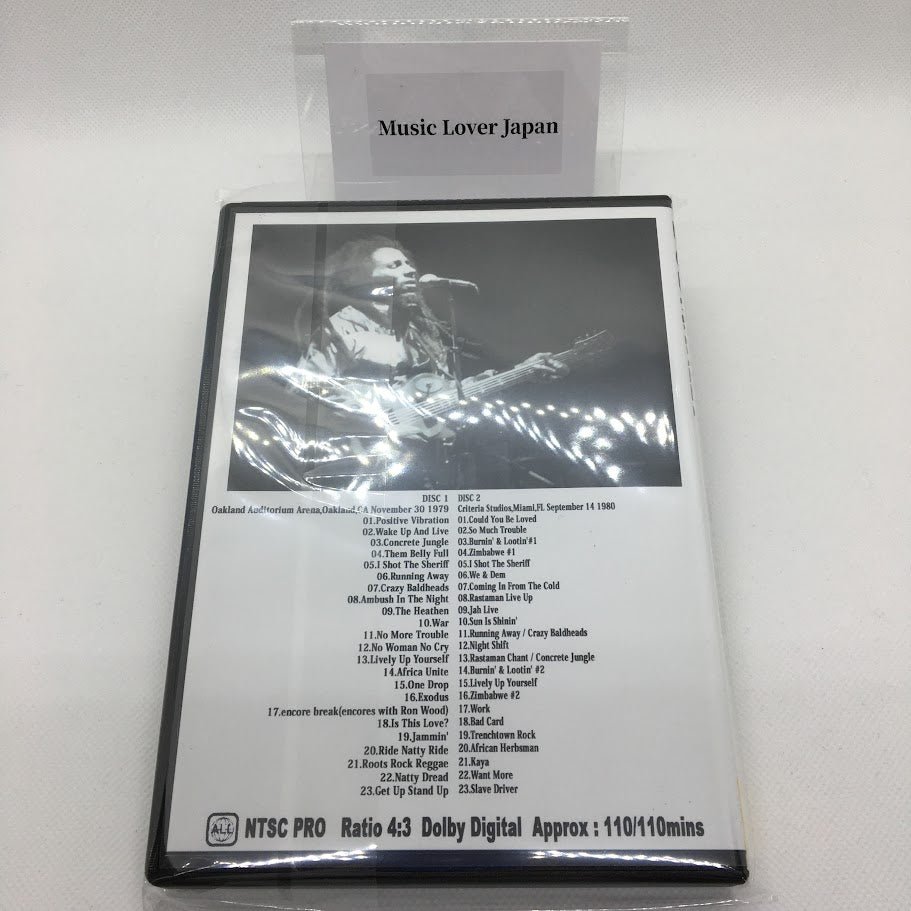 Music Lover Japan
DISC 1
Oakland Auditorium Arena,Oakland,CA November 30 1979
01.Positive Vibration
02.Wake Up And Live
03.Concrete Jungle
04.Them Belly Full
05.I Shot The Sheriff
06.Running Away
07.Crazy Baldheads
08.Ambush In The Night
09.The Heathen
10.War
11.No More Trouble
12.No Woman No Cry
13.Lively Up Yourself
14.Africa Unite
15.One Drop
16.Exodus
17.encore break(encores with Ron Wood)
18.Is This Love?
19.Jammin'
20.Ride Natty Ride
21.Roots Rock Reggae
22.Natty Dread
23.Get Up Stand Up
DISC 2
Criteria Studios,Miami,FL September 14 1980
01.Could You Be Loved
02.So Much Trouble
03.Burnin' & Lootin'#1
04.Zimbabwe #1
05.I Shot The Sheriff
06.We & Dem
07.Coming In From The Cold
08.Rastaman Live Up
09.Jah Live
10.Sun Is Shinin'
11.Running Away / Crazy Baldheads
12.Night Shift
13.Rastaman Chant / Concrete Jungle
14.Burnin' & Lootin' #2
15.Lively Up Yourself
16.Zimbabwe #2
17.Work
18.Bad Card
19.Trenchtown Rock
20.African Herbsman
21.Kaya
22.Want More
23.Slave Driver
ALL NTSC PRO Ratio 4:3 Dolby Digital Approx : 110/110mins